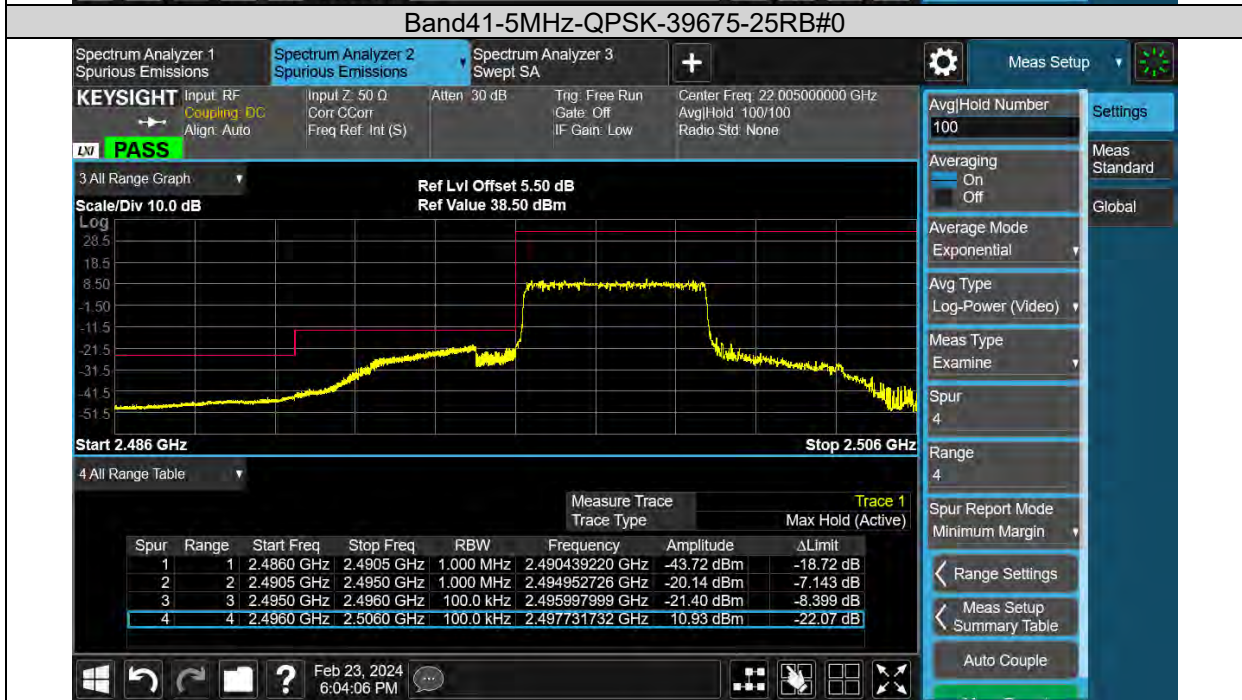 Band41-5MHz-QPSK-39675-25RB#0
Spectrum Analyzer 1
Spurious Emissions
Spectrum Analyzer 2
Spurious Emissions
Spectrum Analyzer 3
Swept SA
Meas Setup
KEYSIGHT
Input: RF
Coupling: DC
Align: Auto
Input Z: 50 Ω
Corr CCorr
Freq Ref: Int (S)
Atten: 30 dB
Trig: Free Run
Gate: Off
IF Gain: Low
Center Freq: 22.005000000 GHz
Avg|Hold: 100/100
Radio Std: None
LXI PASS
3 All Range Graph
Scale/Div 10.0 dB
Ref Lvl Offset 5.50 dB
Ref Value 38.50 dBm
Log
28.5
18.5
8.50
-1.50
-11.5
-21.5
-31.5
-41.5
-51.5
Start 2.486 GHz
Stop 2.506 GHz
4 All Range Table
Measure Trace Trace 1
Trace Type Max Hold (Active)
Spur Range Start Freq Stop Freq RBW Frequency Amplitude ΔLimit
1 1 2.4860 GHz 2.4905 GHz 1.000 MHz 2.490439220 GHz -43.72 dBm -18.72 dB
2 2 2.4905 GHz 2.4950 GHz 1.000 MHz 2.494952726 GHz -20.14 dBm -7.143 dB
3 3 2.4950 GHz 2.4960 GHz 100.0 kHz 2.495997999 GHz -21.40 dBm -8.399 dB
4 4 2.4960 GHz 2.5060 GHz 100.0 kHz 2.497731732 GHz 10.93 dBm -22.07 dB
Avg|Hold Number
100
Averaging
On
Off
Average Mode
Exponential
Avg Type
Log-Power (Video)
Meas Type
Examine
Spur
4
Range
4
Spur Report Mode
Minimum Margin
Range Settings
Meas Setup
Summary Table
Auto Couple
Settings
Meas
Standard
Global
Feb 23, 2024
6:04:06 PM